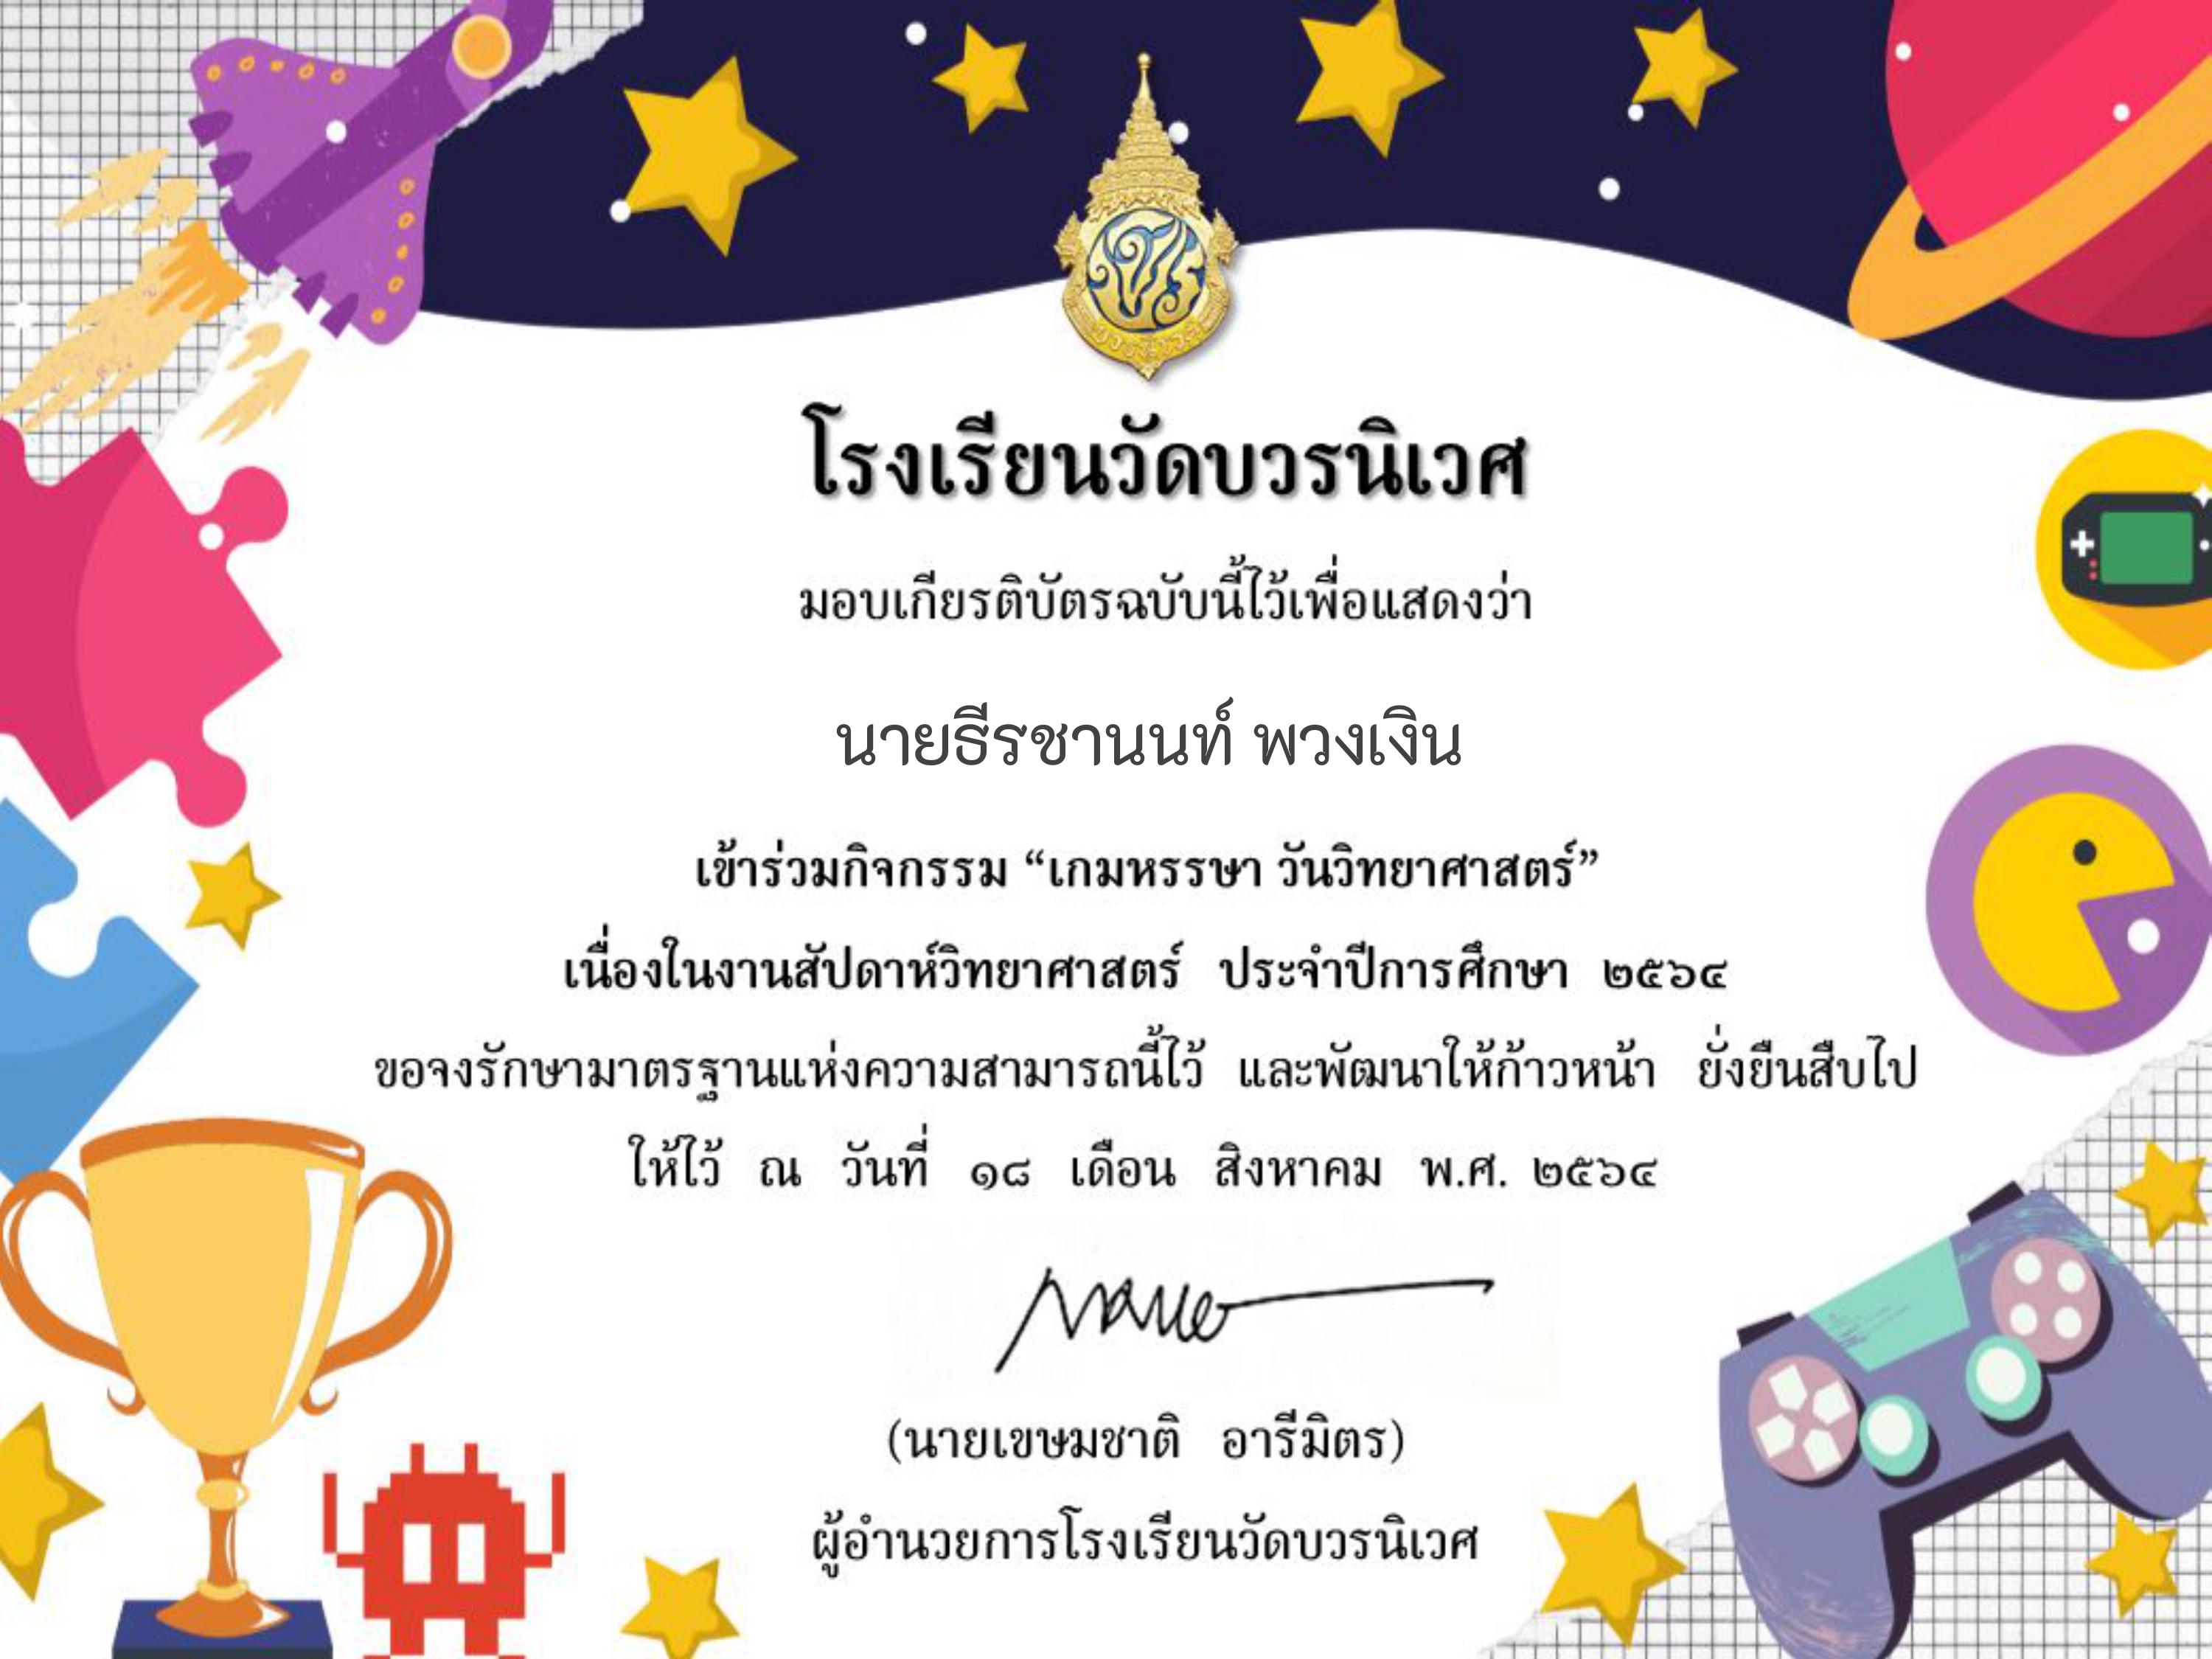 โรงเรียนวัดบวรนิเวศ
มอบเกียรติบัตรฉบับนี้ไว้เพื่อแสดงว่า
นายธีรชานนท์ พวงเงิน
เข้าร่วมกิจกรรม “เกมหรรษา วันวิทยาศาสตร์”
เนื่องในงานสัปดาห์วิทยาศาสตร์ ประจำปีการศึกษา ๒๕๖๔
ขอจงรักษามาตรฐานแห่งความสามารถนี้ไว้ และพัฒนาให้ก้าวหน้า ยั่งยืนสืบไป
ให้ไว้ ณ วันที่ ๑๘ เดือน สิงหาคม พ.ศ. ๒๕๖๔
(นายเขษมชาติ อารีมิตร)
ผู้อำนวยการโรงเรียนวัดบวรนิเวศ